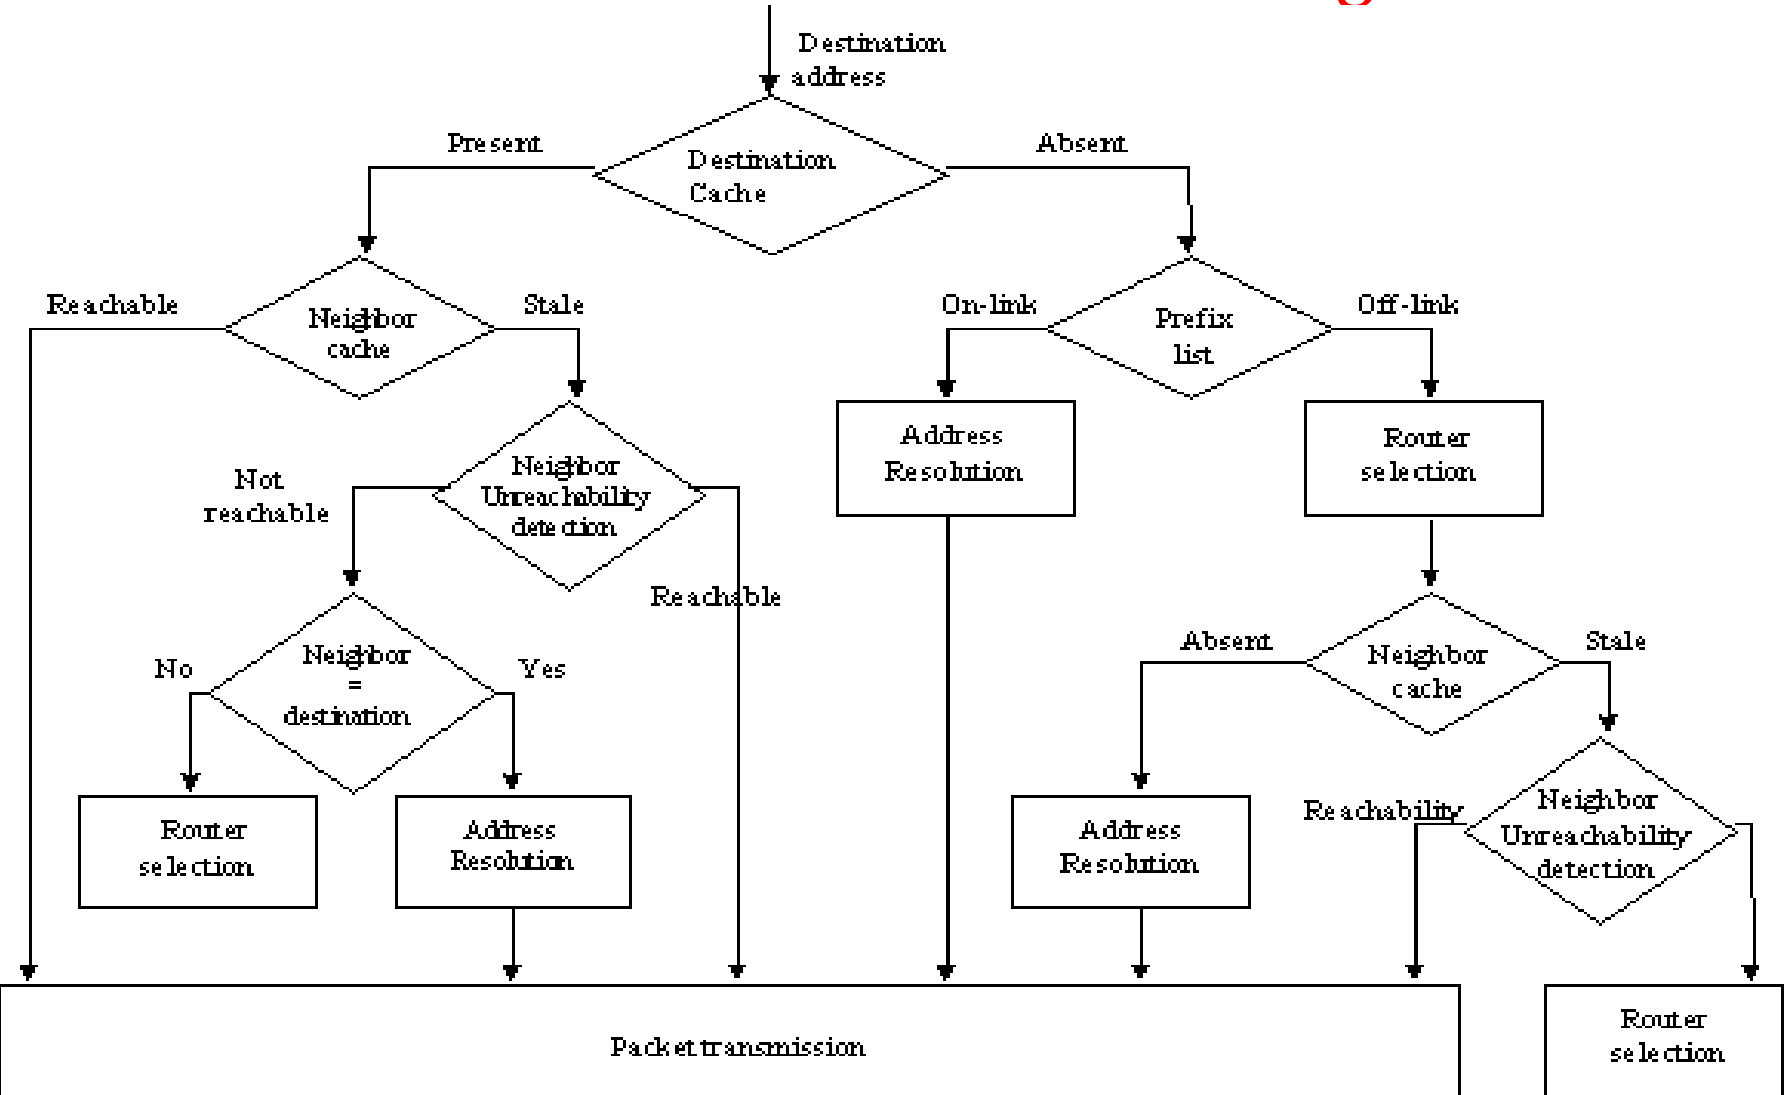 Destination
address
Present
Absent
Destination
Cache
Reachable
Stale
On-link
Off-link
Neighbor
cache
Prefix
list
Address
Resolution
Router
selection
Not
reachable
Neighbor
Unreachability
detection
Reachable
Absent
Stale
No
Neighbor
=
destination
Yes
Neighbor
cache
Reachability
Neighbor
Unreachability
detection
Router
selection
Address
Resolution
Address
Resolution
Packet transmission
Router
selection